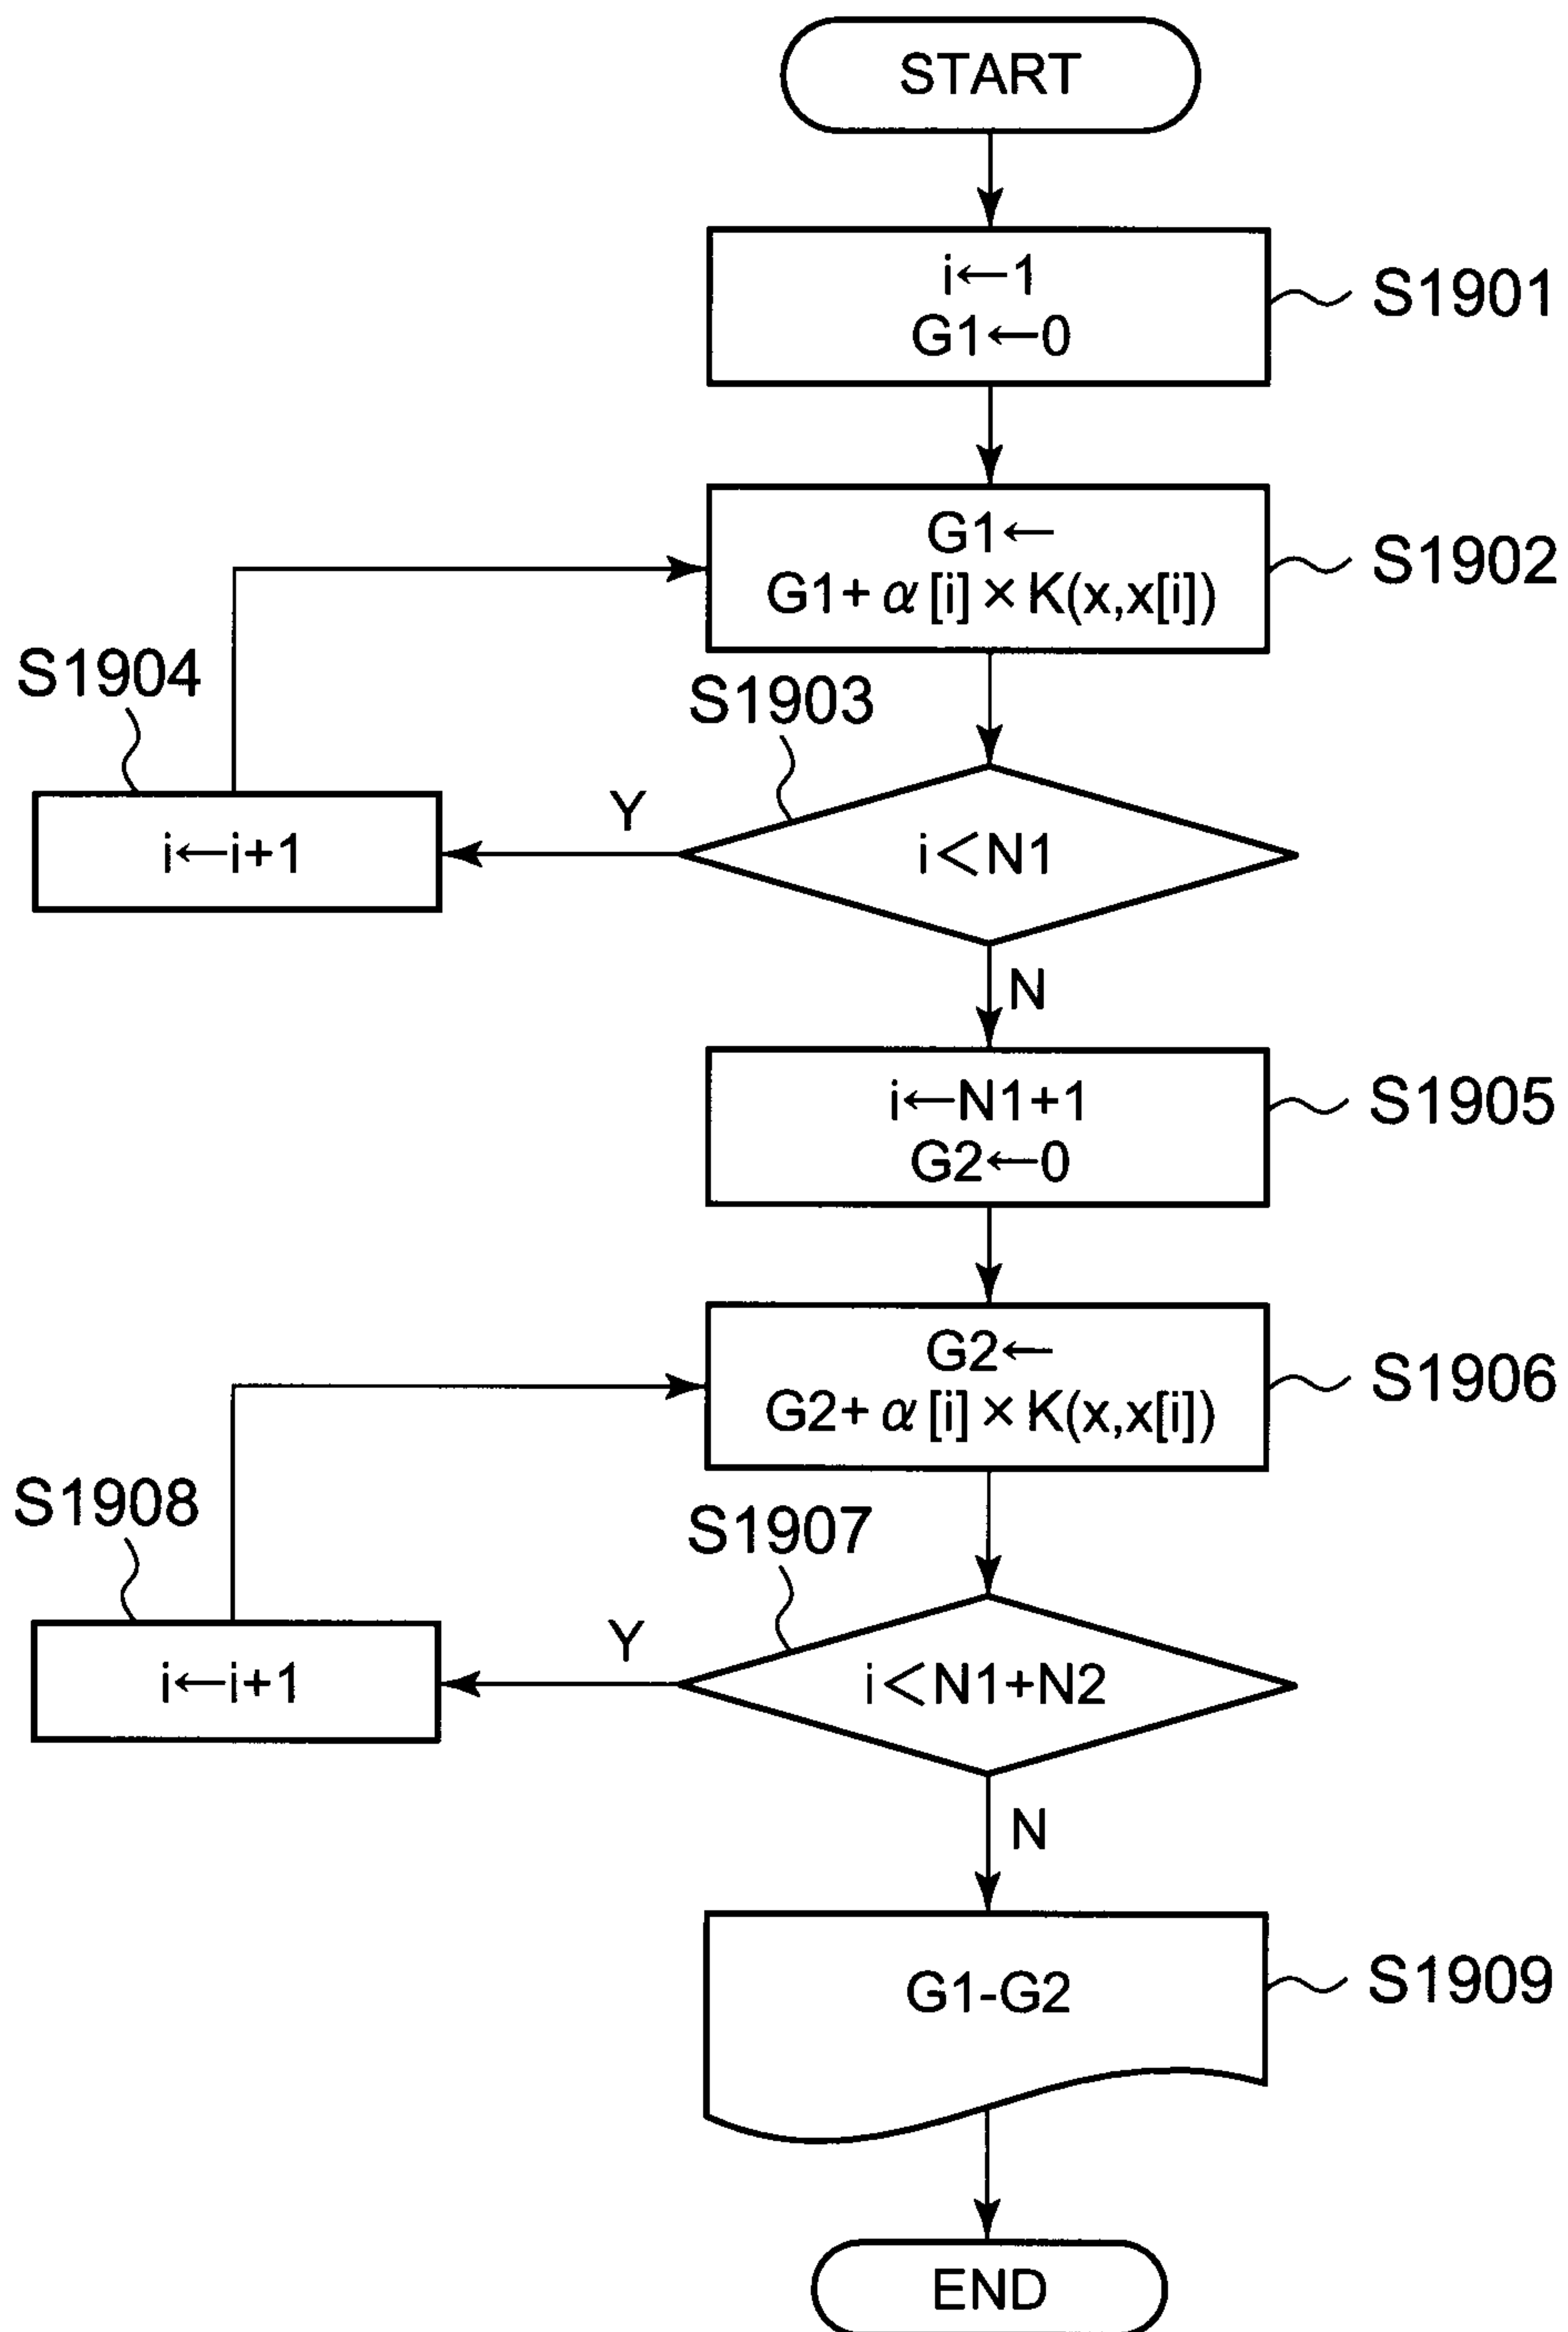 START
i←1
G1←0
S1901
G1←
G1+α[i]×K(x,x[i])
S1902
S1904
S1903
i←i+1
Y
i<N1
N
i←N1+1
G2←0
S1905
G2←
G2+α[i]×K(x,x[i])
S1906
S1908
S1907
i←i+1
Y
i<N1+N2
N
G1-G2
S1909
END